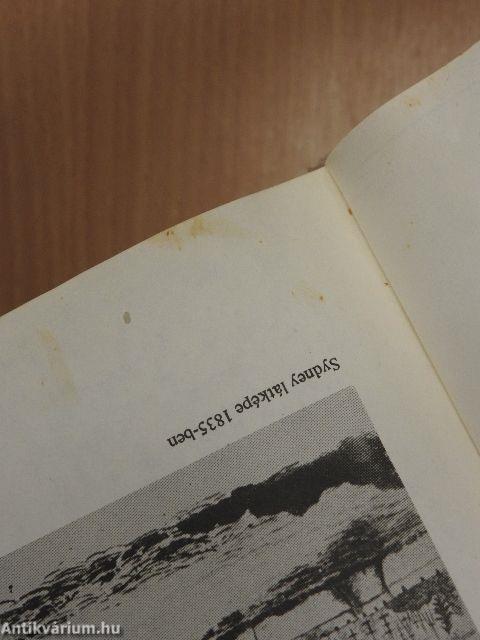 Sydney látképe 1835-ben
Antikvárium.hu